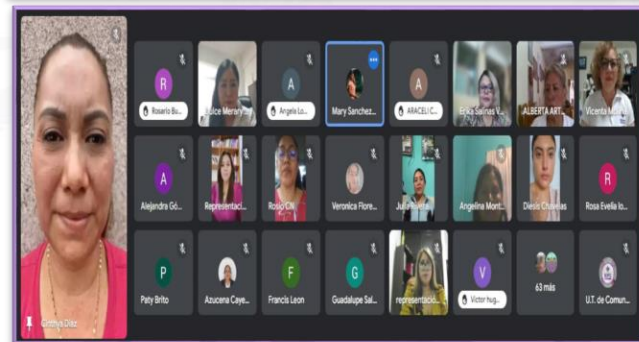 R
A
A
Rosario Bu...
Dulce Merany...
Angela Lo...
Mary Sanchez...
ARACELI C...
Erika Salinas V...
ALBERTA ART...
Vicenta M
A
R
Alejandra Gó...
Representaci...
Rosio CN
Veronica Flore...
Julia
Angelina Mont...
Diesis Chavelas
Rosa Evelia lo...
P
F
G
V
Paty Brito
Azucena Caye...
Francis Leon
Guadalupe Sal...
representació...
Victor hug...
63 más
U.T. de Comun...
Cinthya Díaz